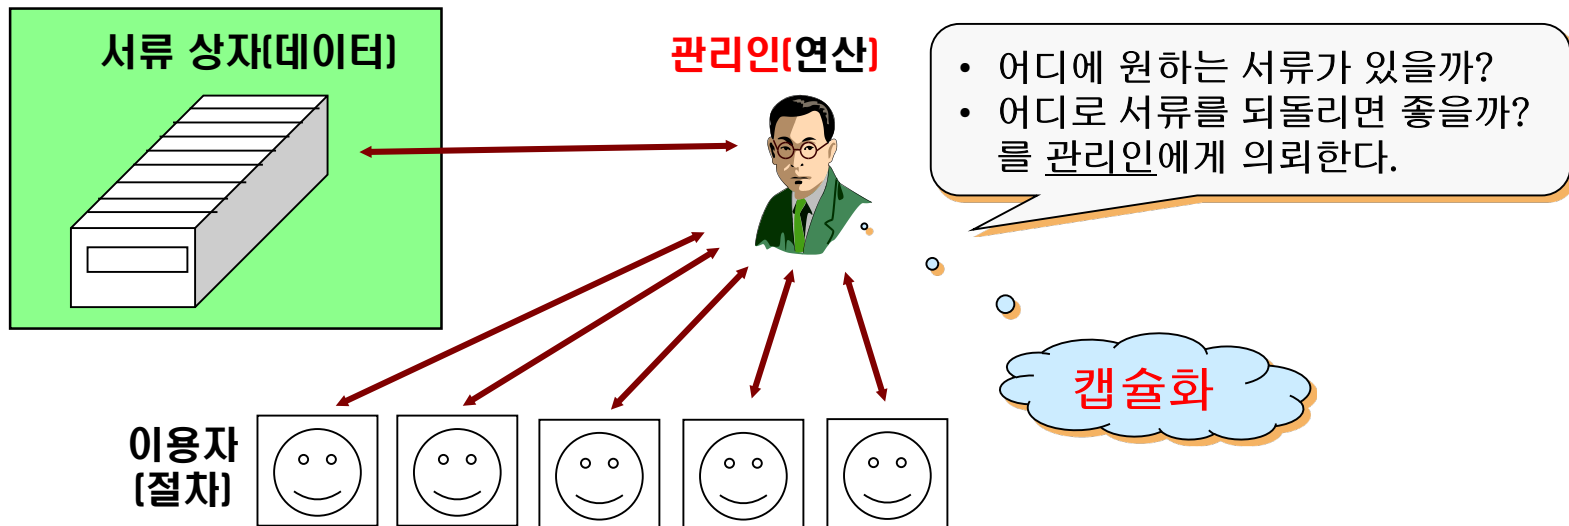 서류 상자(데이터)
관리인(연산)
• 어디에 원하는 서류가 있을까?
• 어디로 서류를 되돌리면 좋을까?
를 관리인에게 의뢰한다.
캡슐화
이용자
(절차)